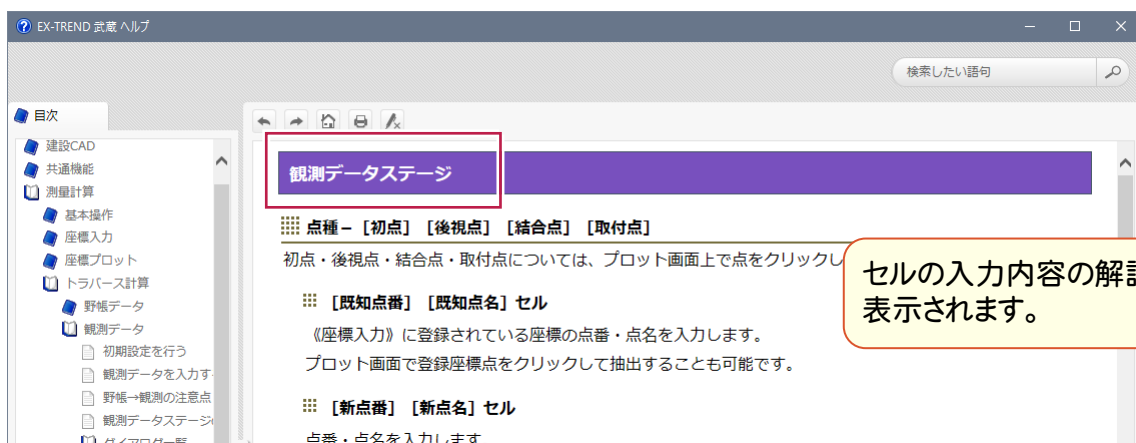 EX-TREND 武蔵 ヘルプ
検索したい語句
目次
建設CAD
共通機能
測量計算
基本操作
座標入力
座標プロット
トラバース計算
野帳データ
観測データ
初期設定を行う
観測データを入力す
野帳→観測の注意点
観測データステージ
観測データステージ
点種－［初点］［後視点］［結合点］［取付点］
初点・後視点・結合点・取付点については、プロット画面上で点をクリックし
［既知点番］［既知点名］セル
《座標入力》に登録されている座標の点番・点名を入力します。
プロット画面で登録座標点をクリックして抽出することも可能です。
［新点番］［新点名］セル
点番・点名を入力します
セルの入力内容の解説
表示されます。